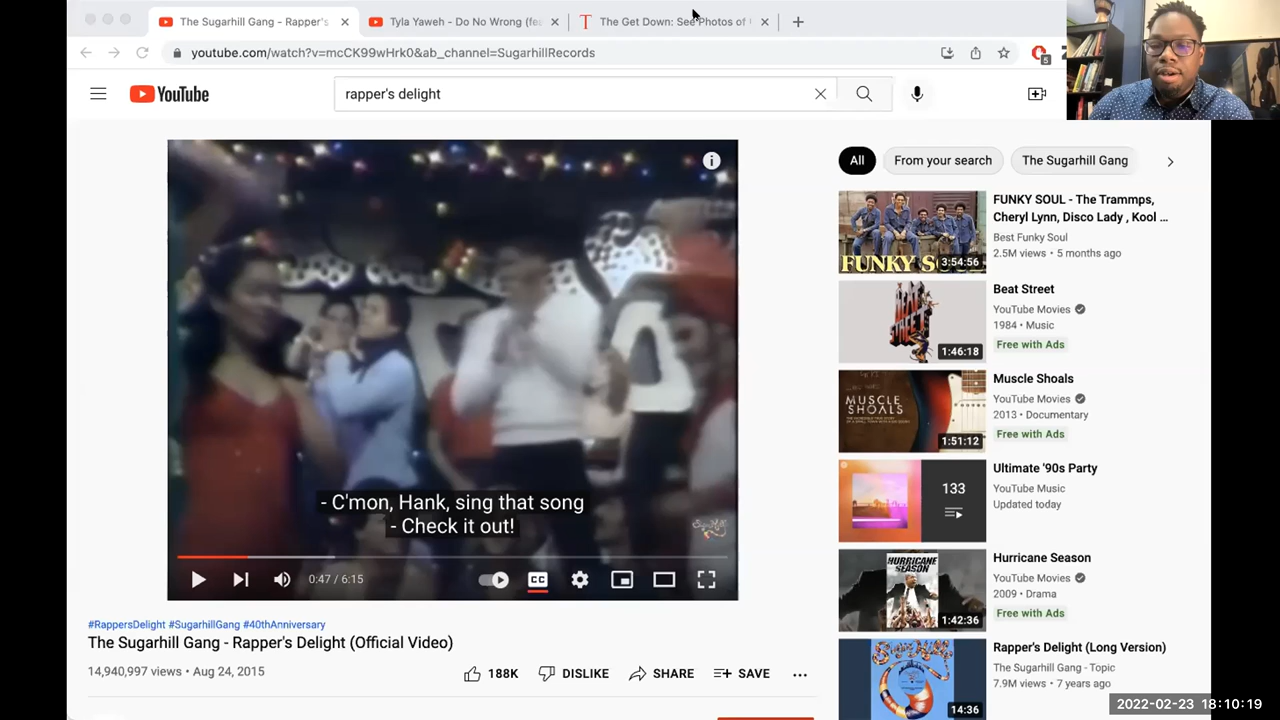 The Sugarhill Gang - Rapper's
Tyla Yaweh - Do No Wrong (fea
The Get Down: See Photos of
youtube.com/watch?v=mcCK99wHrk0&ab_channel=SugarhillRecords
5
YouTube
rapper's delight
All
From your search
The Sugarhill Gang
FUNKY SOUL - The Trammps,
Cheryl Lynn, Disco Lady , Kool ...
Best Funky Soul
2.5M views • 5 months ago
FUNKY
3:54:56
Beat Street
YouTube Movies
1984 • Music
Free with Ads
BEAT
STREET
1:46:18
Muscle Shoals
YouTube Movies
2013 • Documentary
Free with Ads
MUSCLE
SHOALS
1:51:12
Ultimate '90s Party
YouTube Music
Updated today
133
Hurricane Season
YouTube Movies
2009 • Drama
Free with Ads
HURRICANE
SEASON
1:42:36
Rapper's Delight (Long Version)
The Sugarhill Gang - Topic
7.9M views • 7 years ago
14:36
- C'mon, Hank, sing that song
- Check it out!
0:47 / 6:15
CC
#RappersDelight #SugarhillGang #40thAnniversary
The Sugarhill Gang - Rapper's Delight (Official Video)
14,940,997 views • Aug 24, 2015
188K
DISLIKE
SHARE
SAVE
2022-02-23 18:10:19